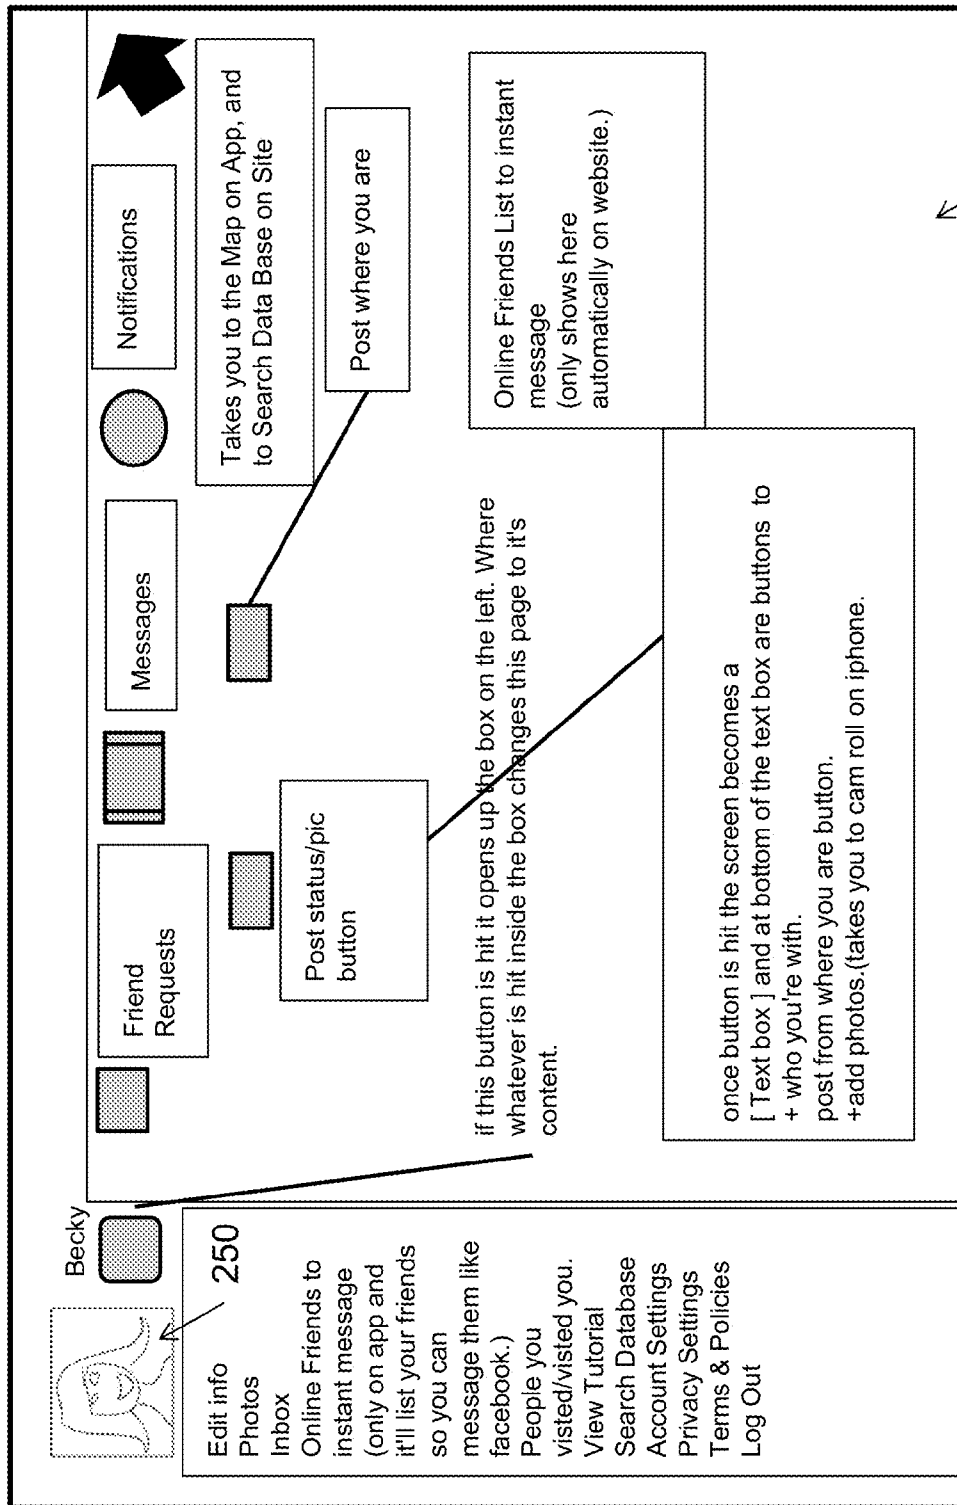 Becky
250
Edit info
Photos
Inbox
Online Friends to
instant message
(only on app and
it'll list your friends
so you can
message them like
facebook.)
People you
visted/visted you.
View Tutorial
Search Database
Account Settings
Privacy Settings
Terms & Policies
Log Out
Friend
Requests
Messages
Notifications
Takes you to the Map on App, and
to Search Data Base on Site
Post status/pic
button
Post where you are
if this button is hit it opens up the box on the left. Where
whatever is hit inside the box changes this page to it's
content.
Online Friends List to instant
message
(only shows here
automatically on website.)
once button is hit the screen becomes a
[ Text box ] and at bottom of the text box are buttons to
+ who you're with.
post from where you are button.
+add photos.(takes you to cam roll on iphone.